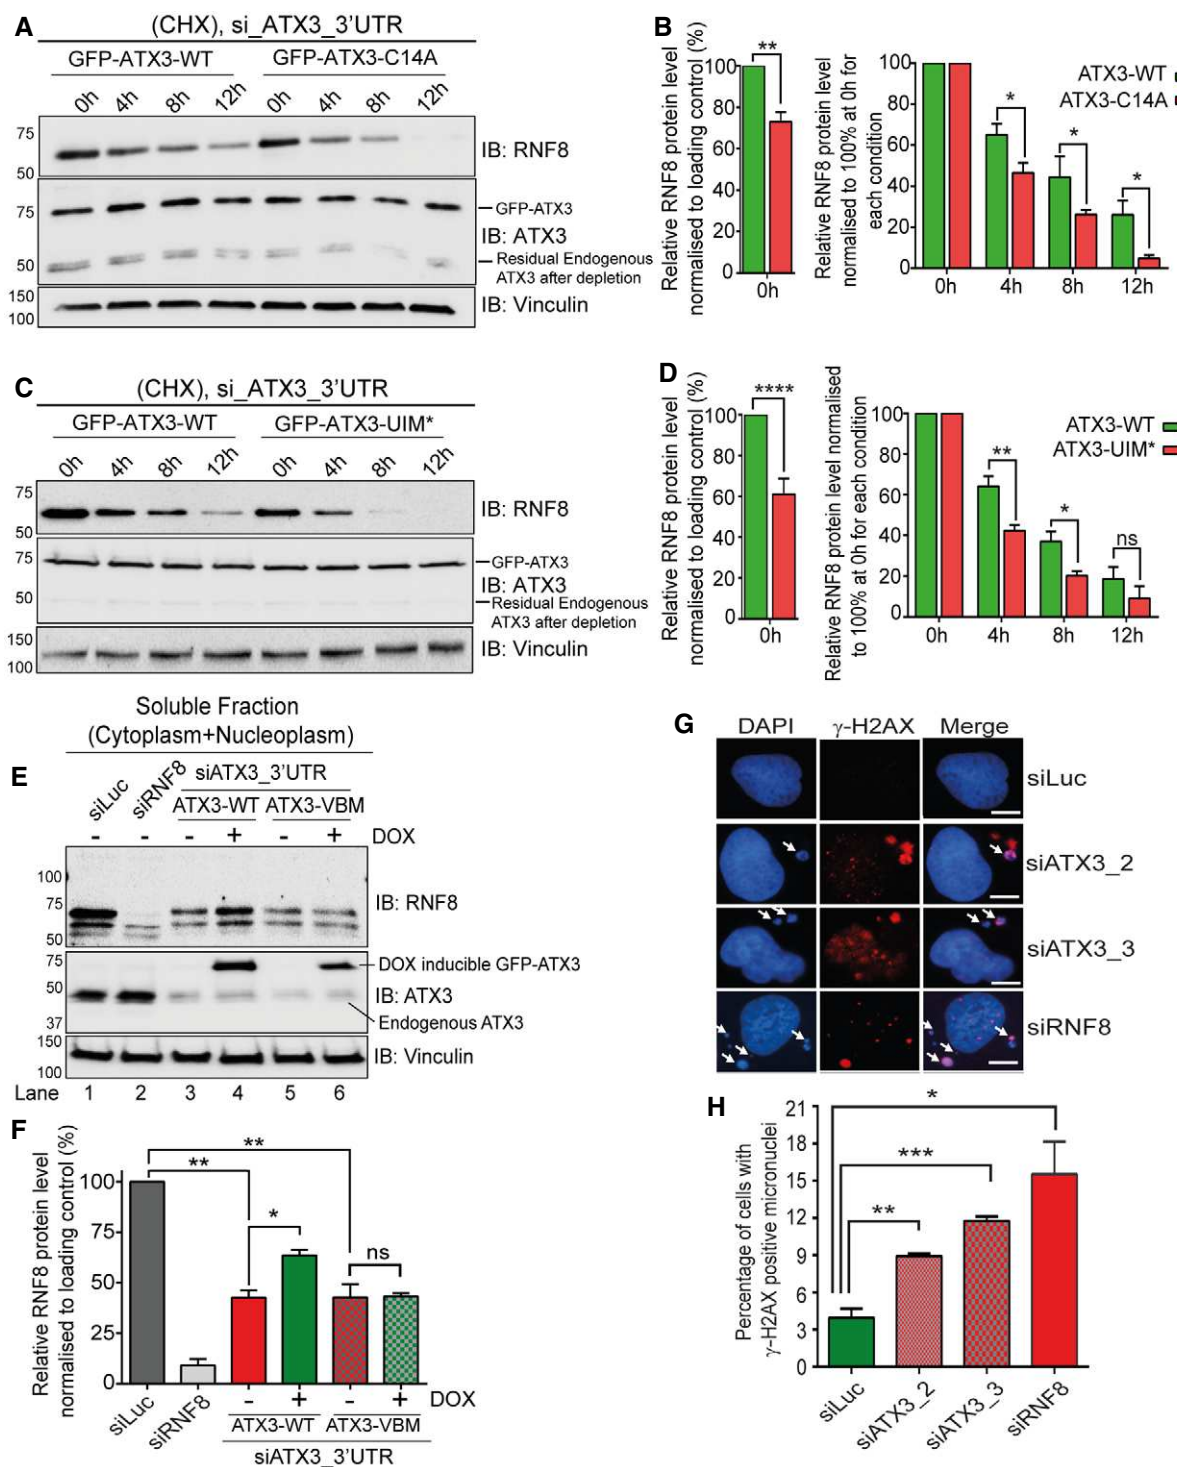 A
(CHX), si_ATX3_3'UTR
GFP-ATX3-WT GFP-ATX3-C14A
0h 4h 8h 12h 0h 4h 8h 12h
75
50
IB: RNF8
75
50
GFP-ATX3
IB: ATX3
Residual Endogenous
ATX3 after depletion
150
100
IB: Vinculin
B
Relative RNF8 protein level
normalised to loading control (%)
100
80
60
40
20
0
**
0h
Relative RNF8 protein level
normalised to 100% at 0h for
each condition
100
80
60
40
20
0
* * *
0h 4h 8h 12h
ATX3-WT
ATX3-C14A
C
(CHX), si_ATX3_3'UTR
GFP-ATX3-WT GFP-ATX3-UIM*
0h 4h 8h 12h 0h 4h 8h 12h
75
50
IB: RNF8
75
50
GFP-ATX3
IB: ATX3
Residual Endogenous
ATX3 after depletion
150
100
IB: Vinculin
D
Relative RNF8 protein level
normalised to loading control (%)
100
80
60
40
20
0
****
0h
Relative RNF8 protein level normalised
to 100% at 0h for each condition
100
80
60
40
20
0
** * ns
0h 4h 8h 12h
ATX3-WT
ATX3-UIM*
Soluble Fraction
(Cytoplasm+Nucleoplasm)
E
siLuc siRNF8 siATX3_3'UTR
ATX3-WT ATX3-VBM
- - - + - + DOX
100
75
50
IB: RNF8
75
50
37
DOX inducible GFP-ATX3
IB: ATX3
Endogenous ATX3
150
100
IB: Vinculin
Lane 1 2 3 4 5 6
F
Relative RNF8 protein level
normalised to loading control (%)
100
75
50
25
0
**
**
*
ns
siLuc siRNF8 - + - + DOX
ATX3-WT ATX3-VBM
siATX3_3'UTR
G
DAPI γ-H2AX Merge
siLuc
siATX3_2
siATX3_3
siRNF8
H
Percentage of cells with
γ-H2AX positive micronuclei
21
18
15
12
9
6
3
0
*
***
**
siLuc siATX3_2 siATX3_3 siRNF8